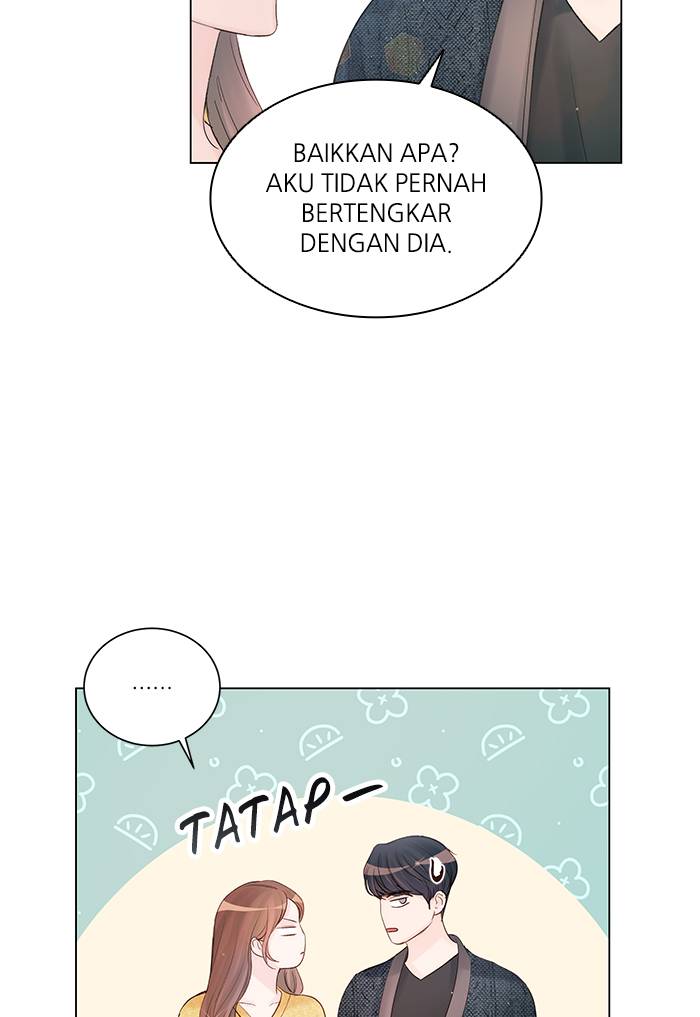 BAIKKAN APA?
AKU TIDAK PERNAH
BERTENGKAR
DENGAN DIA.
......
TATAP—